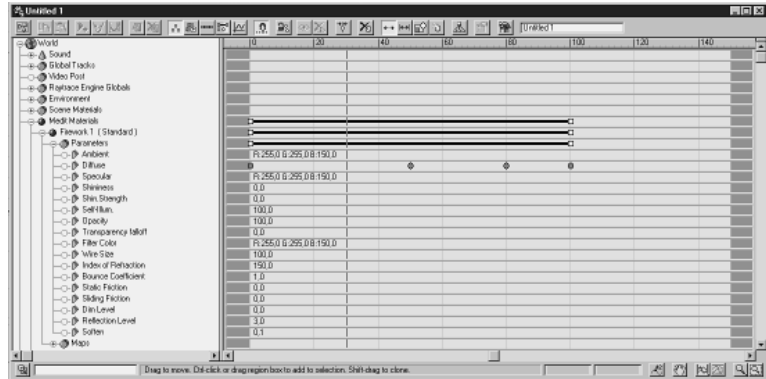 Untitled 1
Untitled 1
World
Sound
Global Tracks
Video Post
Raytrace Engine Globals
Environment
Scene Materials
Medit Materials
Firework 1 ( Standard )
Parameters
Ambient
Diffuse
Specular
Shininess
Shin. Strength
Self-Illum.
Opacity
Transparency falloff
Filter Color
Wire Size
Index of Refraction
Bounce Coefficient
Static Friction
Sliding Friction
Dim Level
Reflection Level
Soften
Maps
0 20 40 60 80 100 120 140
R:255,0 G:255,0 B:150,0
R:255,0 G:255,0 B:150,0
0,0
0,0
100,0
100,0
0,0
R:255,0 G:255,0 B:150,0
100,0
150,0
1,0
0,0
0,0
0,0
3,0
0,1
Drag to move. Ctrl-click or drag region box to add to selection. Shift-drag to clone.